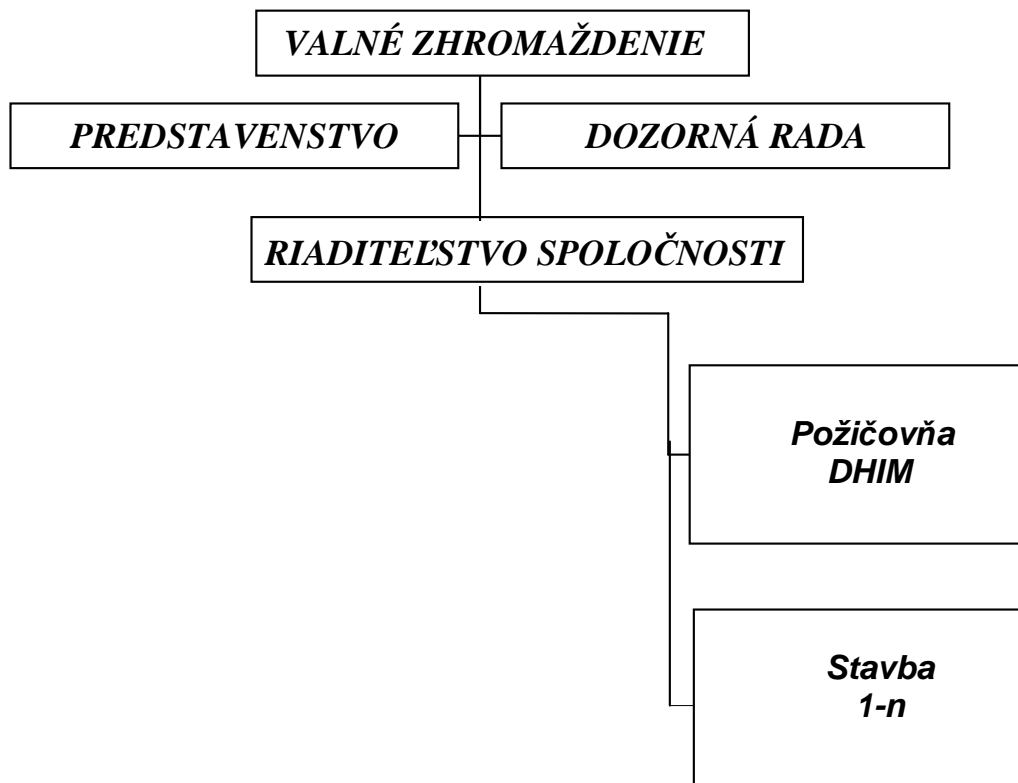 VALNÉ ZHROMAŽDENIE
PREDSTAVENSTVO
DOZORNÁ RADA
RIADITEĽSTVO SPOLOČNOSTI
Požičovňa
DHIM
Stavba
1-n